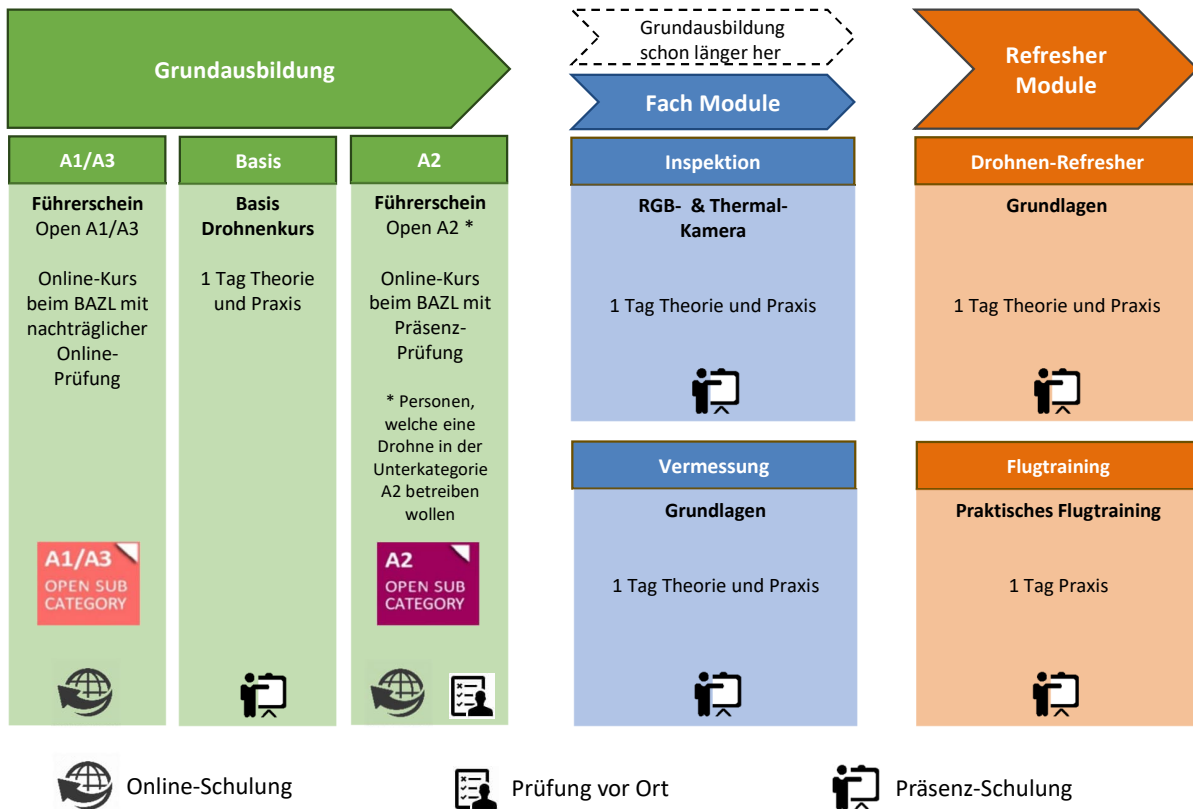 Grundausbildung
A1/A3
Führerschein
Open A1/A3
Online-Kurs
beim BAZL mit
nachträglicher
Online-
Prüfung
A1/A3
OPEN SUB
CATEGORY
Basis
Basis
Drohnenkurs
1 Tag Theorie
und Praxis
A2
Führerschein
Open A2 *
Online-Kurs
beim BAZL mit
Präsenz-
Prüfung
* Personen,
welche eine
Drohne in der
Unterkategorie
A2 betreiben
wollen
A2
OPEN SUB
CATEGORY
Grundausbildung
schon länger her
Fach Module
Inspektion
RGB- & Thermal-
Kamera
1 Tag Theorie und Praxis
Vermessung
Grundlagen
1 Tag Theorie und Praxis
Refresher
Module
Drohnen-Refresher
Grundlagen
1 Tag Theorie und Praxis
Flugtraining
Praktisches Flugtraining
1 Tag Praxis
Online-Schulung
Prüfung vor Ort
Präsenz-Schulung